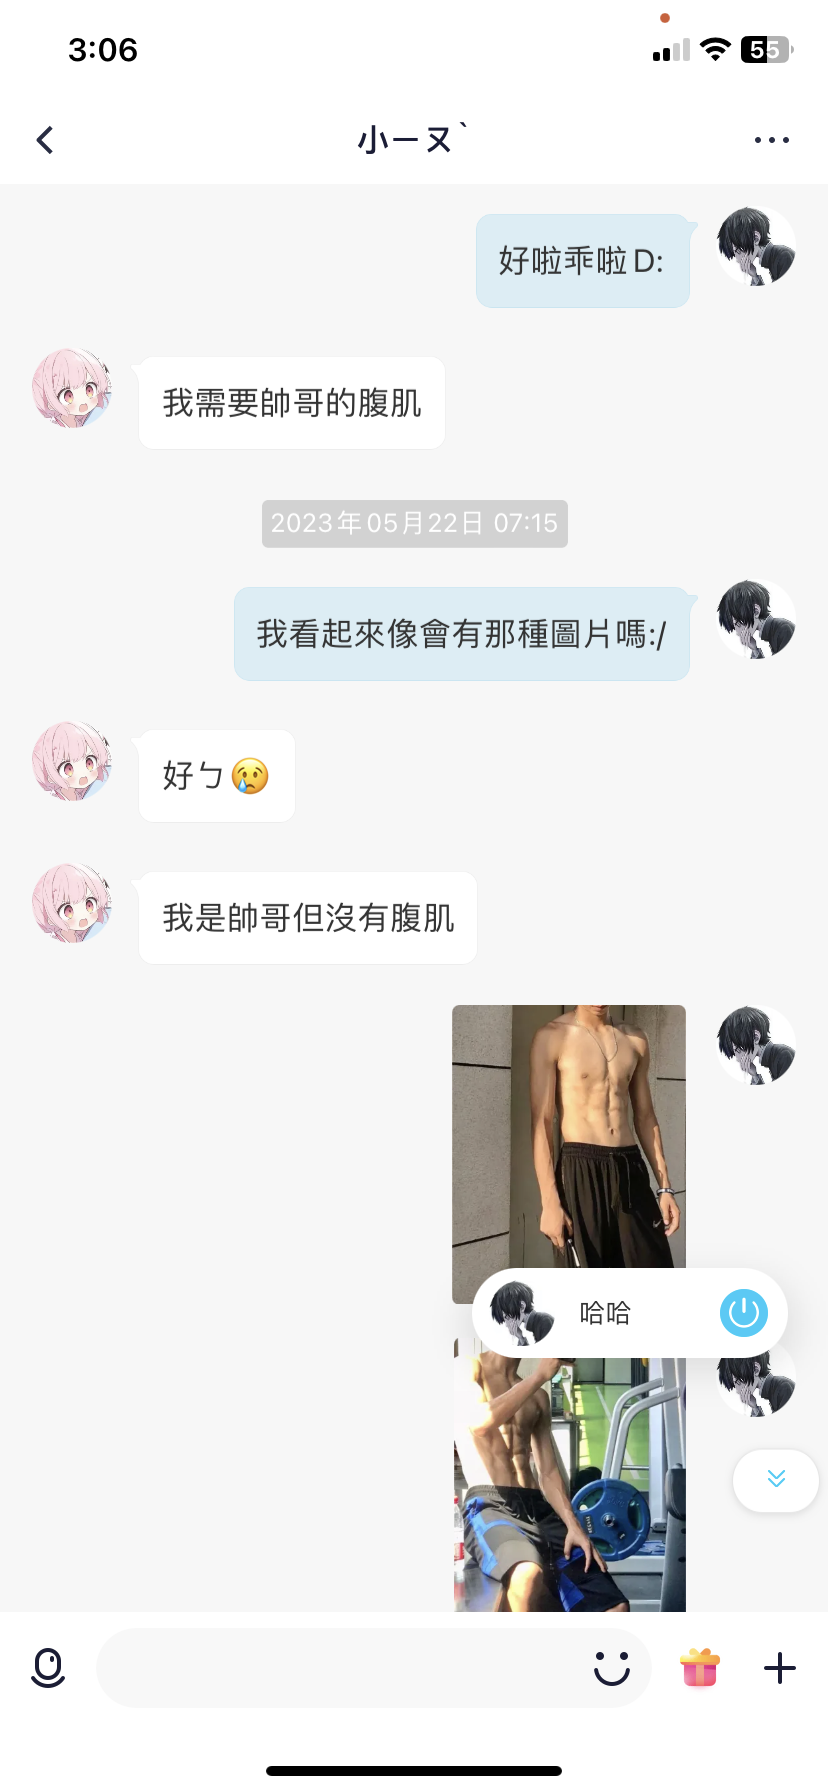 3:06
55
小ㄧヌˋ
好啦乖啦D:
我需要帥哥的腹肌
2023年05月22日 07:15
我看起來像會有那種圖片嗎:/
好ㄅ😢
我是帥哥但沒有腹肌
哈哈